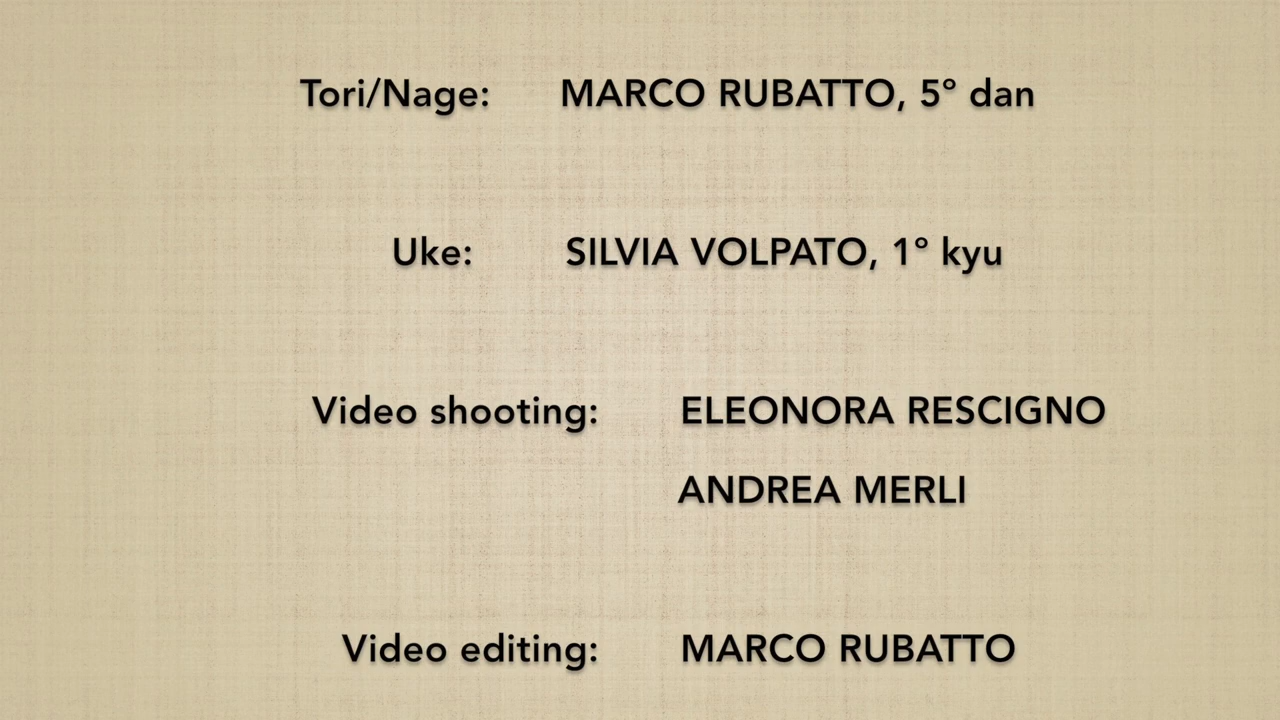 Tori/Nage: MARCO RUBATTO, 5° dan
Uke: SILVIA VOLPATO, 1° kyu
Video shooting: ELEONORA RESCIGNO
ANDREA MERLI
Video editing: MARCO RUBATTO